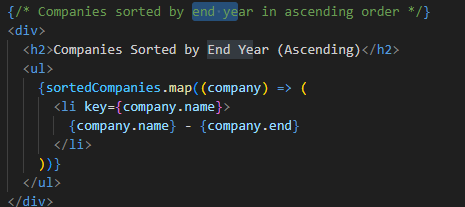 {/* Companies sorted by end year in ascending order */}
<div>
<h2>Companies Sorted by End Year (Ascending)</h2>
<ul>
{sortedCompanies.map((company) => (
<li key={company.name}>
{company.name} - {company.end}
</li>
))}
</ul>
</div>